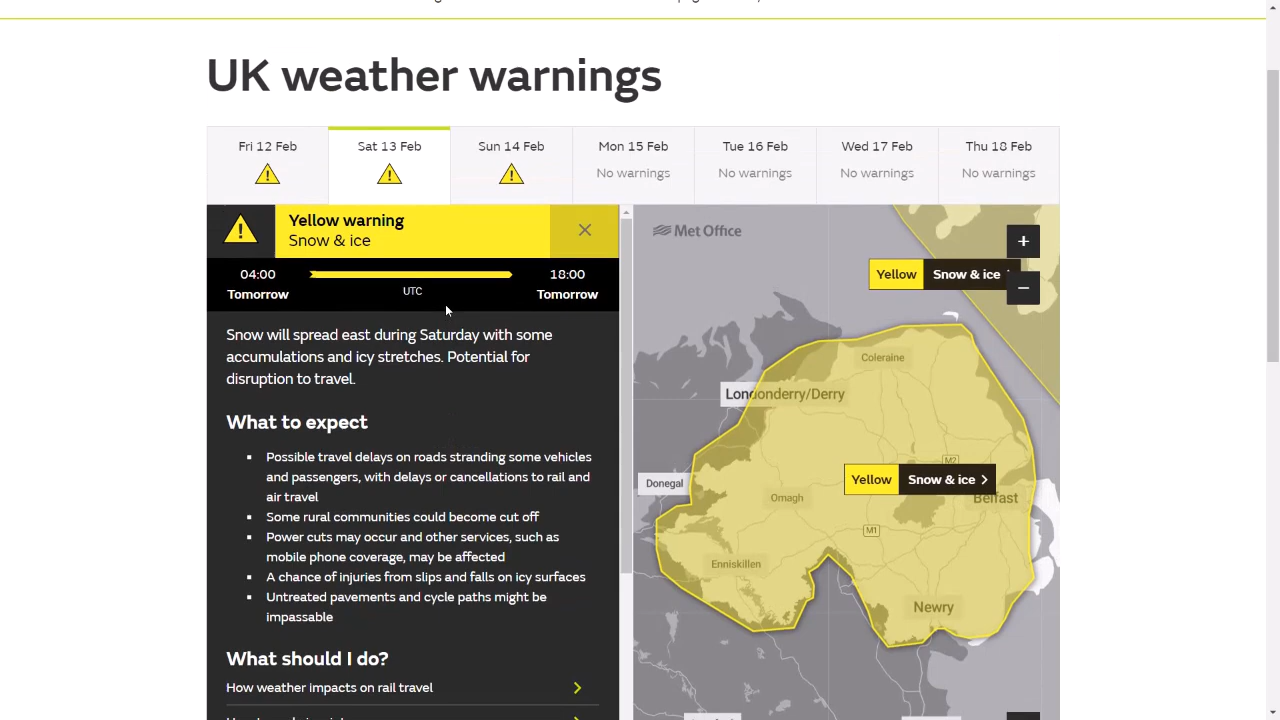 UK weather warnings
Fri 12 Feb
Sat 13 Feb
Sun 14 Feb
Mon 15 Feb
No warnings
Tue 16 Feb
No warnings
Wed 17 Feb
No warnings
Thu 18 Feb
No warnings
Yellow warning
Snow & ice
04:00
Tomorrow
UTC
18:00
Tomorrow
Snow will spread east during Saturday with some
accumulations and icy stretches. Potential for
disruption to travel.
What to expect
Possible travel delays on roads stranding some vehicles
and passengers, with delays or cancellations to rail and
air travel
Some rural communities could become cut off
Power cuts may occur and other services, such as
mobile phone coverage, may be affected
A chance of injuries from slips and falls on icy surfaces
Untreated pavements and cycle paths might be
impassable
What should I do?
How weather impacts on rail travel
Met Office
Yellow Snow & ice
Coleraine
Londonderry/Derry
M2
Yellow Snow & ice
Donegal
Omagh
Belfast
M1
Enniskillen
Newry